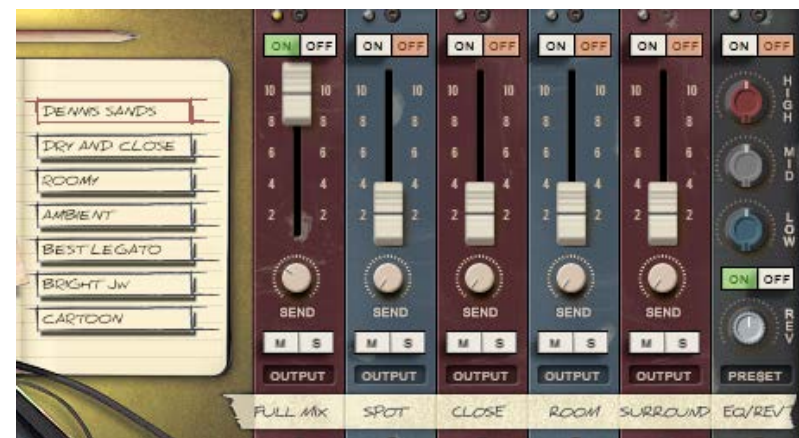 ON OFF ON OFF ON OFF ON OFF ON OFF ON OFF
10 10 10 10 10 10 10 10 10 10
8 8 8 8 8 8 8 8 8 8
6 6 6 6 6 6 6 6 6 6
4 4 4 4 4 4 4 4 4 4
2 2 2 2 2 2 2 2 2 2
HIGH
MID
LOW
DENNIS SANDS
DRY AND CLOSE
ROOMY
AMBIENT
BEST LEGATO
BRIGHT JW
CARTOON
ON OFF
REV
SEND SEND SEND SEND SEND
M S M S M S M S M S
OUTPUT OUTPUT OUTPUT OUTPUT OUTPUT PRESET
FULL MIX SPOT CLOSE ROOM SURROUND EQ/REV